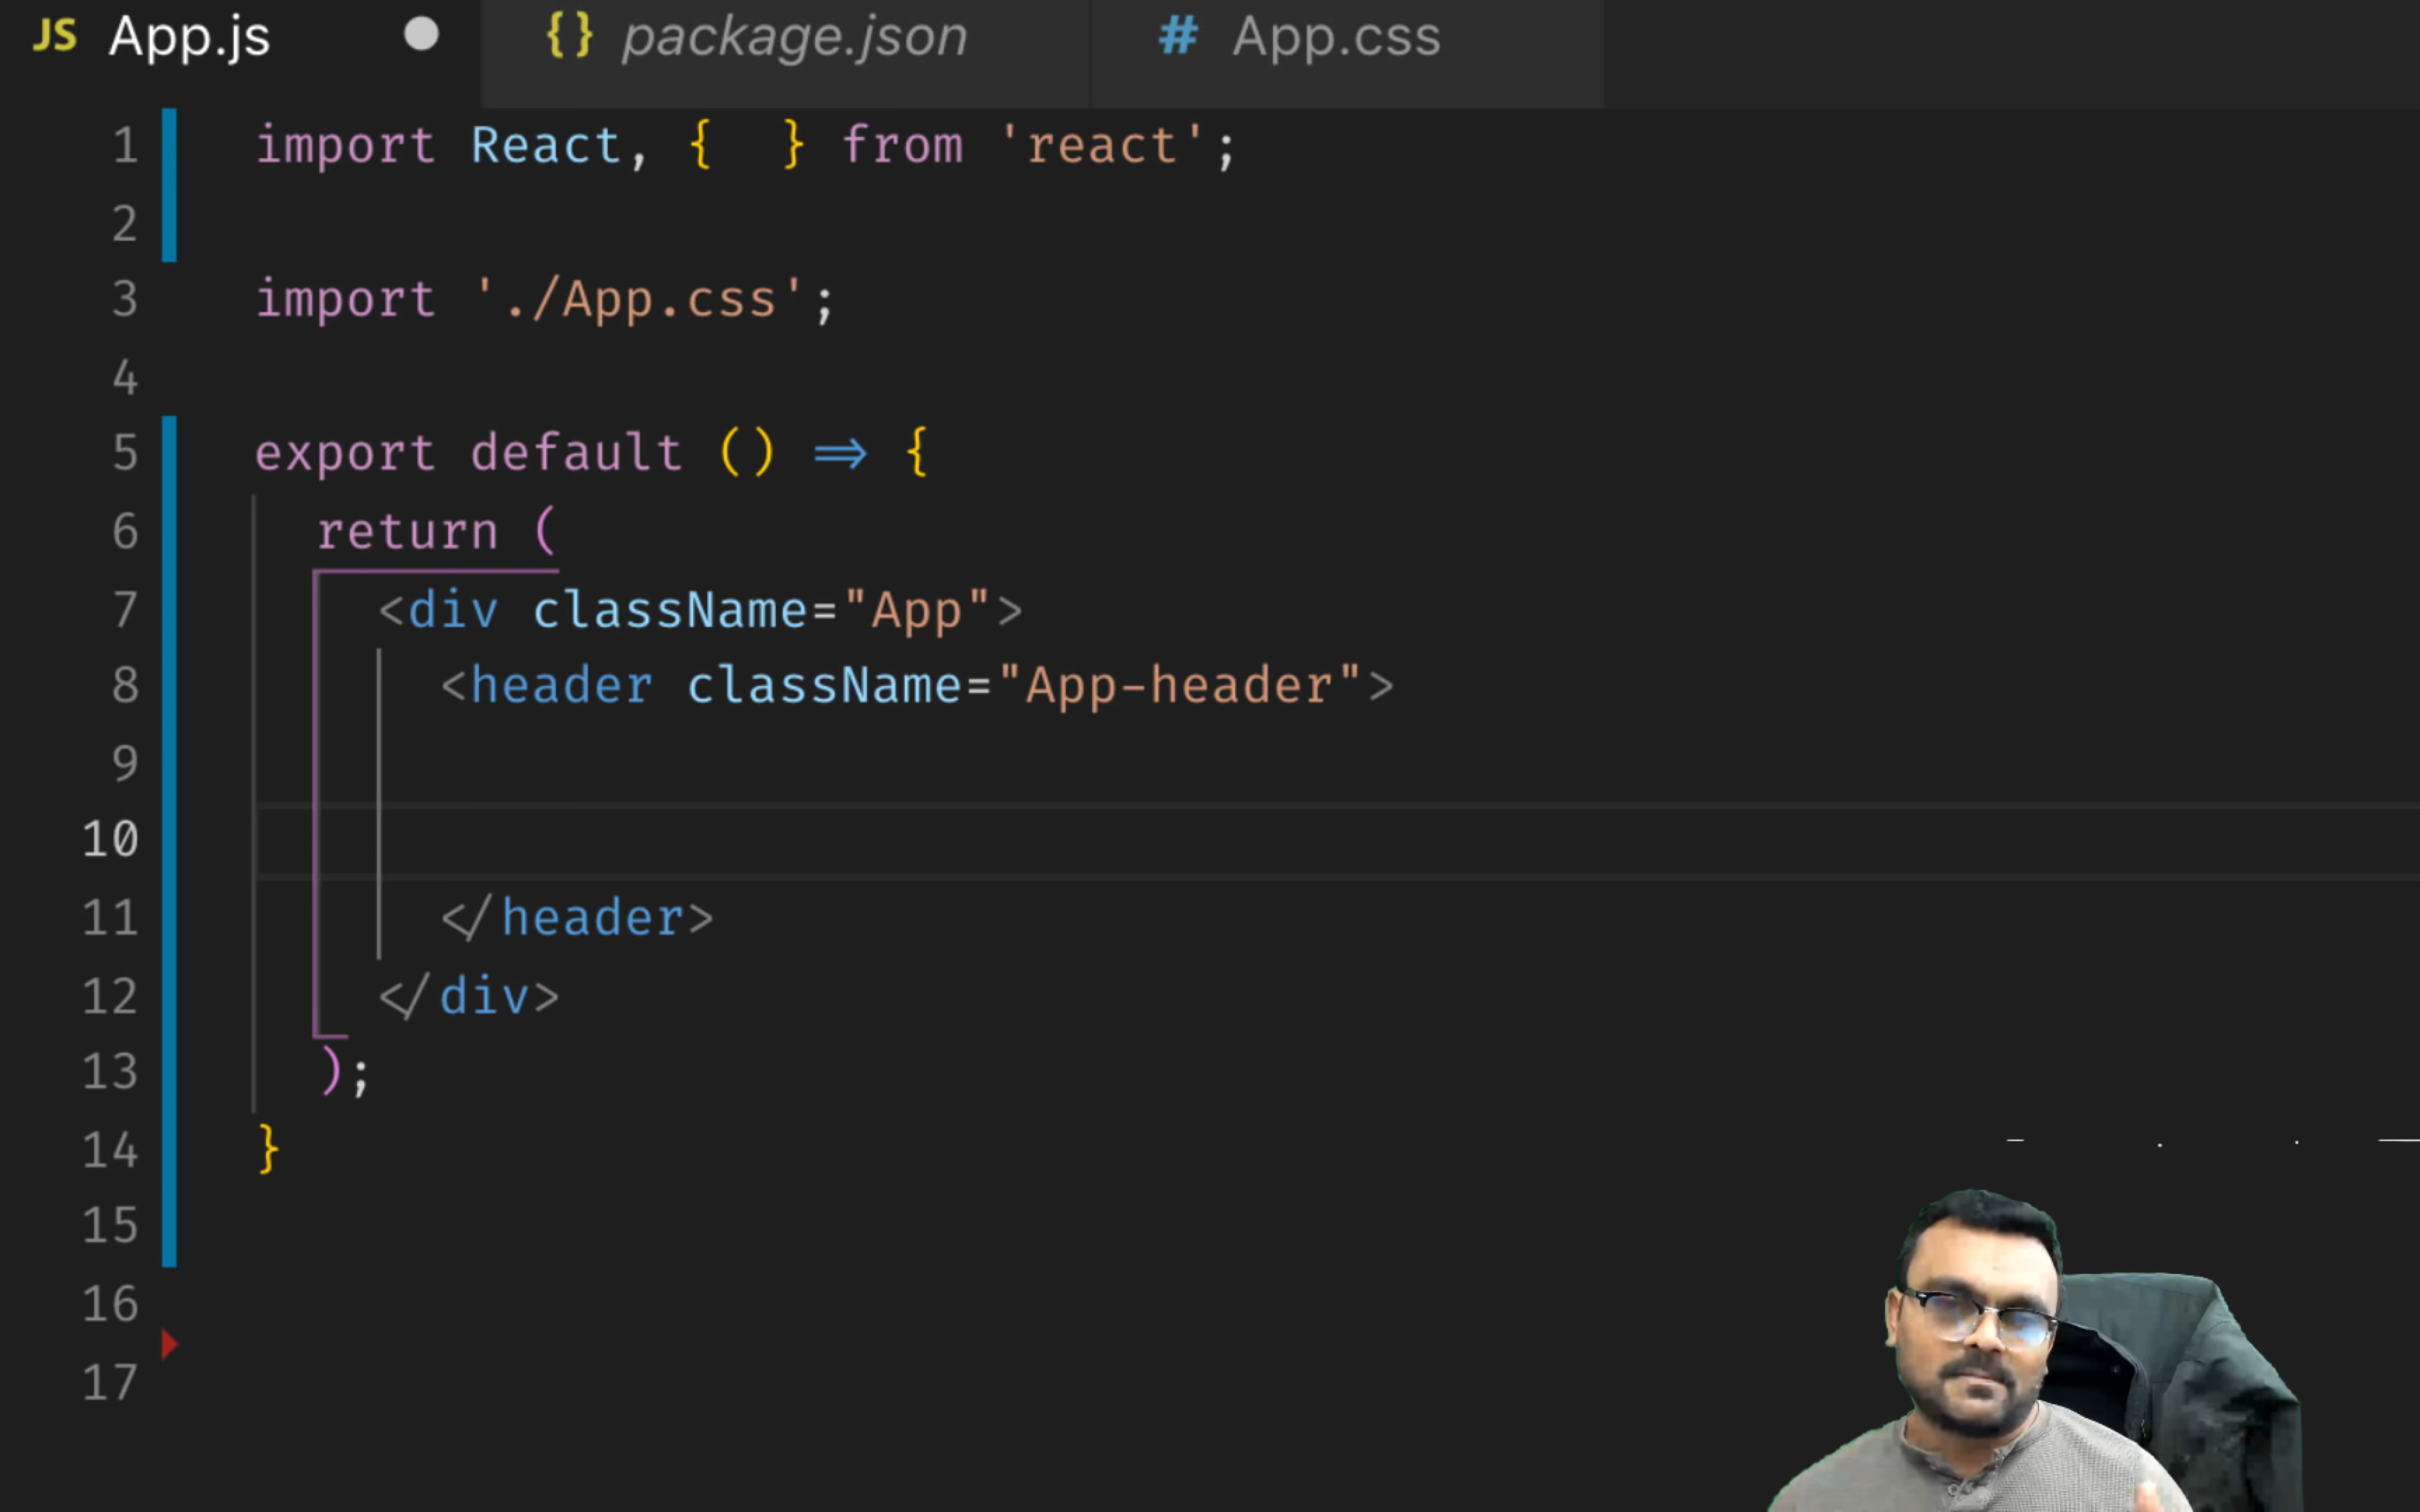 JS App.js {} package.json # App.css
1 import React, {  } from 'react';
2
3 import './App.css';
4
5 export default () => {
6   return (
7     <div className="App">
8       <header className="App-header">
9
10
11       </header>
12     </div>
13   );
14 }
15
16
17